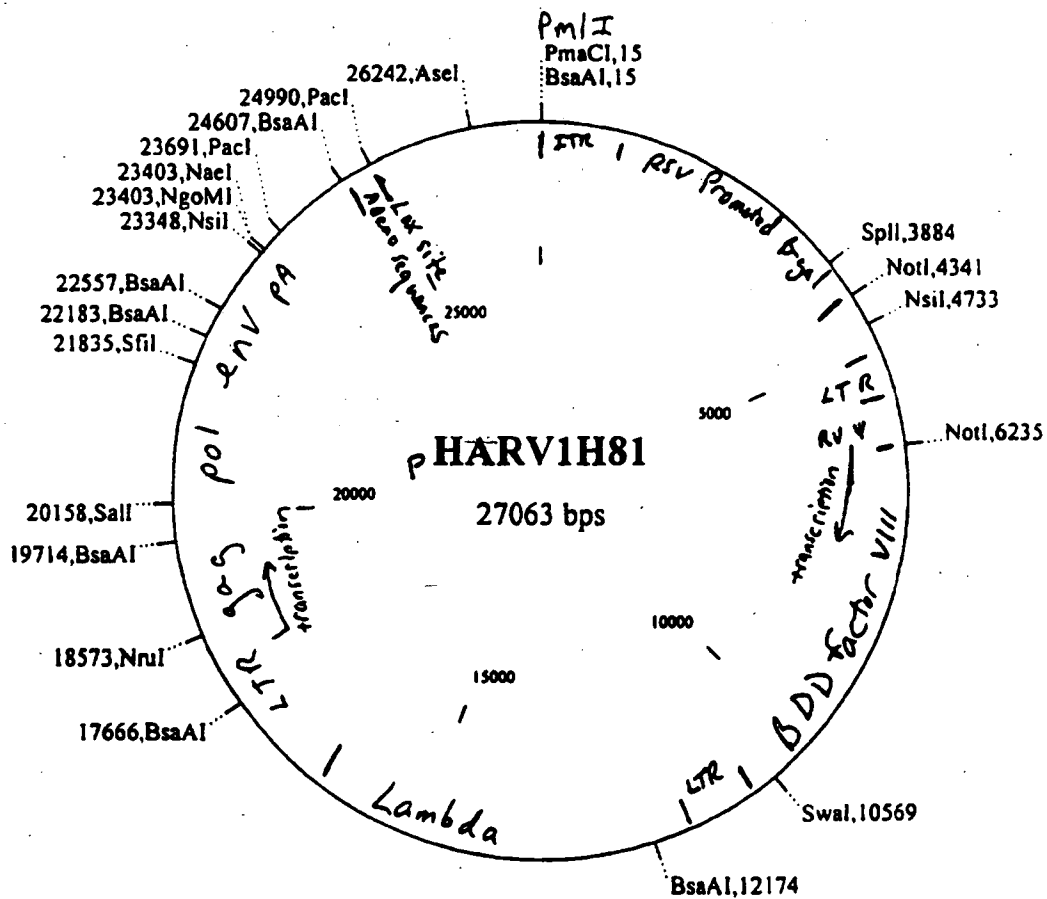 PmlI
PmaCI,15
BsaAI,15
26242,AseI
24990,PacI
24607,BsaAI
23691,PacI
23403,NaeI
23403,NgoMI
23348,NsiI
22557,BsaAI
22183,BsaAI
21835,SfiI
20158,SalI
19714,BsaAI
18573,NruI
17666,BsaAI
ITR
RSV Promoted
SplI,3884
NotI,4341
NsiI,4733
LTR
NotI,6235
RV Ψ
transcription
BDD factor VIII
SwaI,10569
LTR
BsaAI,12174
Lambda
LTR
transcription
gag
pol
env
PA
Adeno sequences
Lox site
25000
5000
10000
15000
20000
pHARV1H81
27063 bps